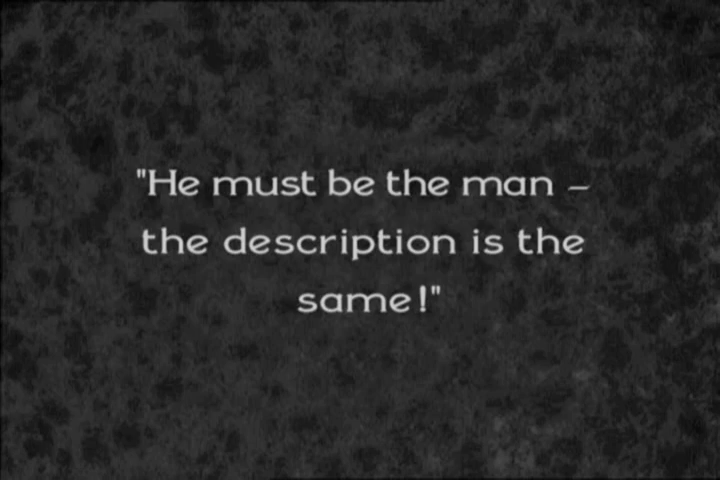 "He must be the man –
the description is the
same!"